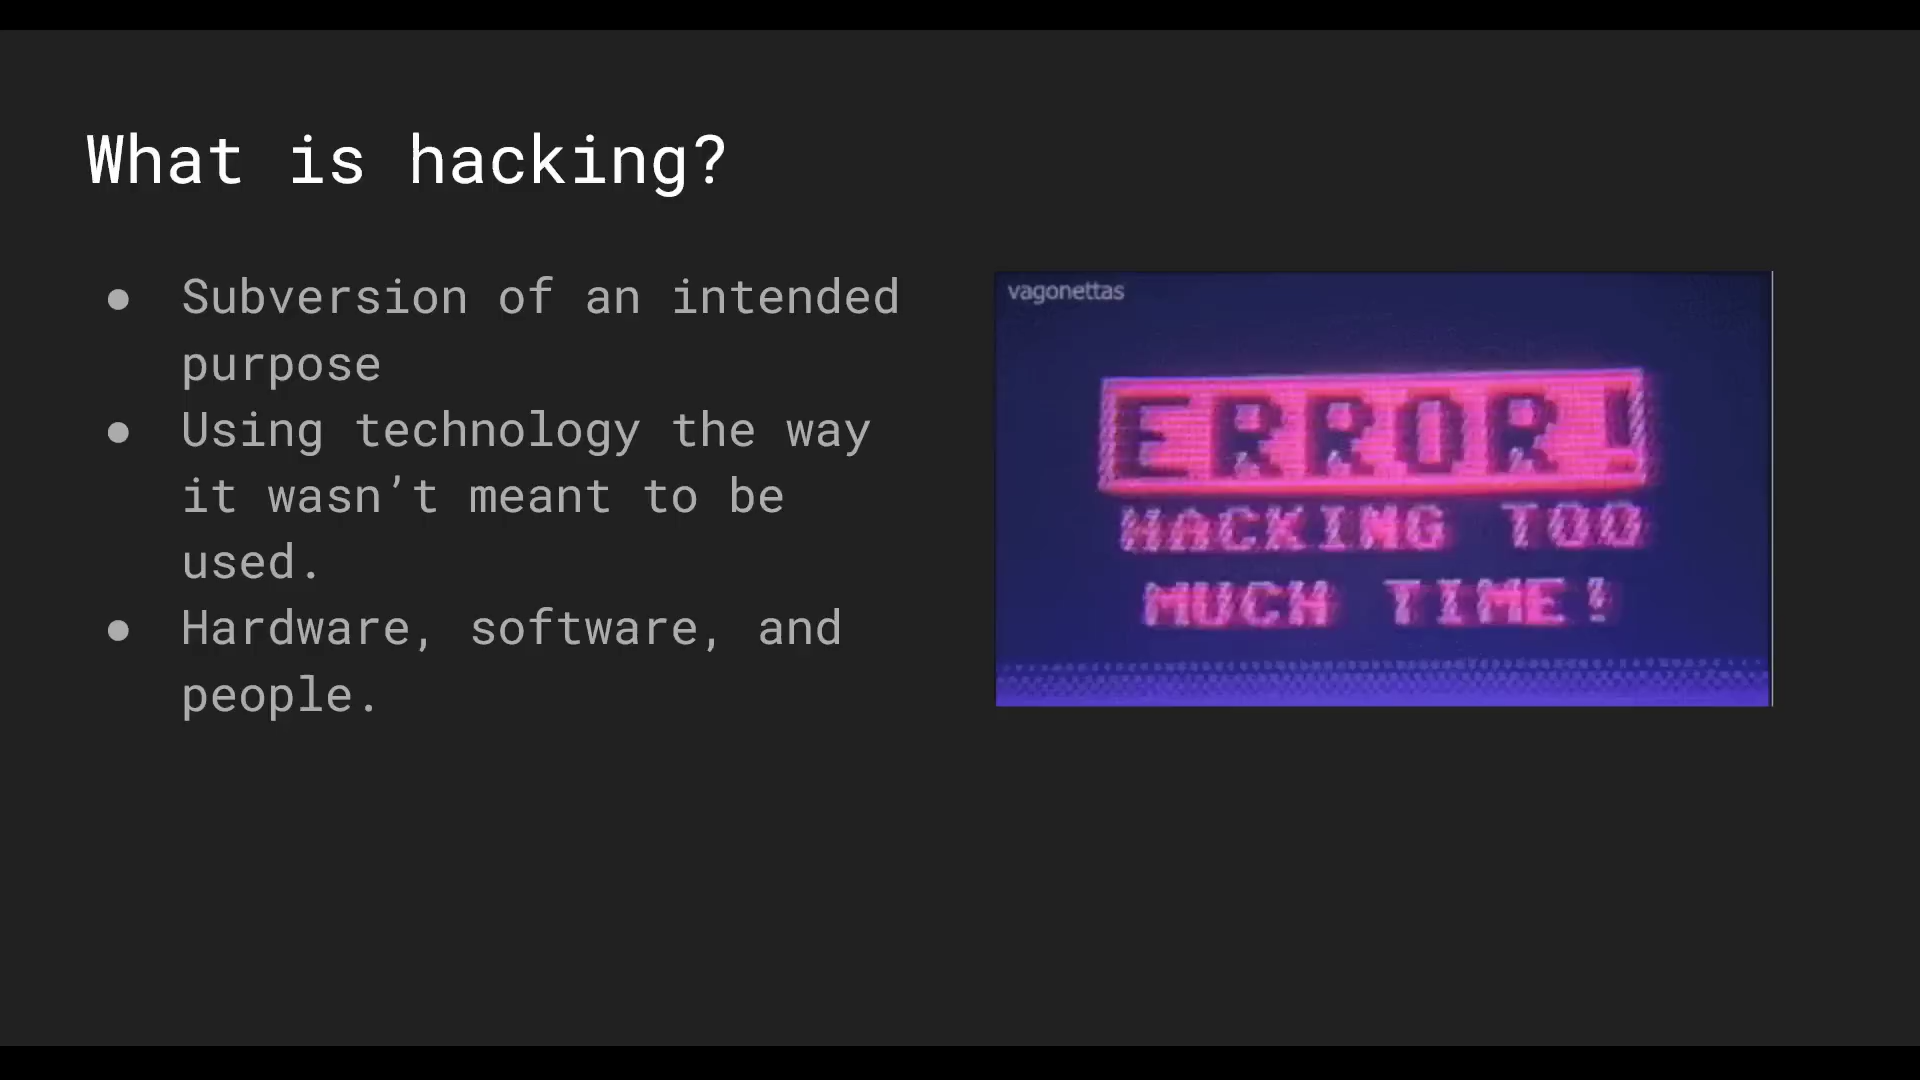 What is hacking?
● Subversion of an intended
purpose
● Using technology the way
it wasn’t meant to be
used.
● Hardware, software, and
people.
vagonettas
ERROR!
HACKING TOO
MUCH TIME!